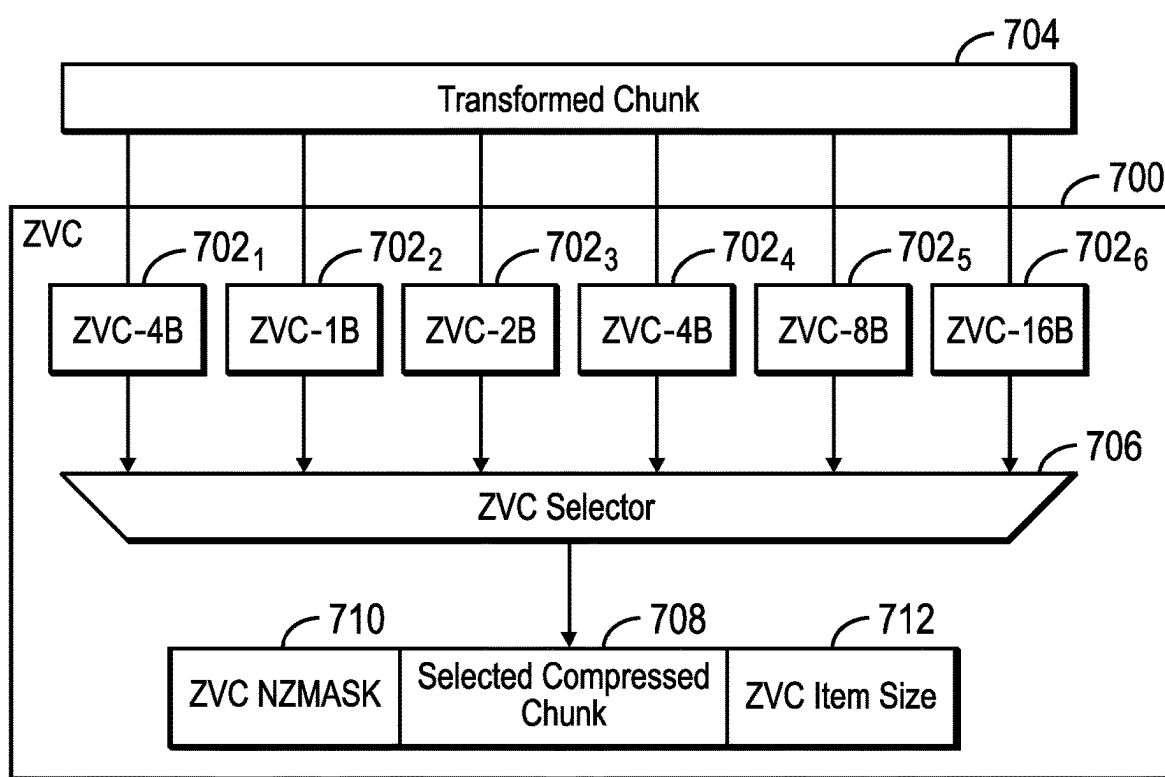 704
Transformed Chunk
700
ZVC
702₁
702₂
702₃
702₄
702₅
702₆
ZVC-4B
ZVC-1B
ZVC-2B
ZVC-4B
ZVC-8B
ZVC-16B
706
ZVC Selector
710
708
712
ZVC NZMASK
Selected Compressed
Chunk
ZVC Item Size